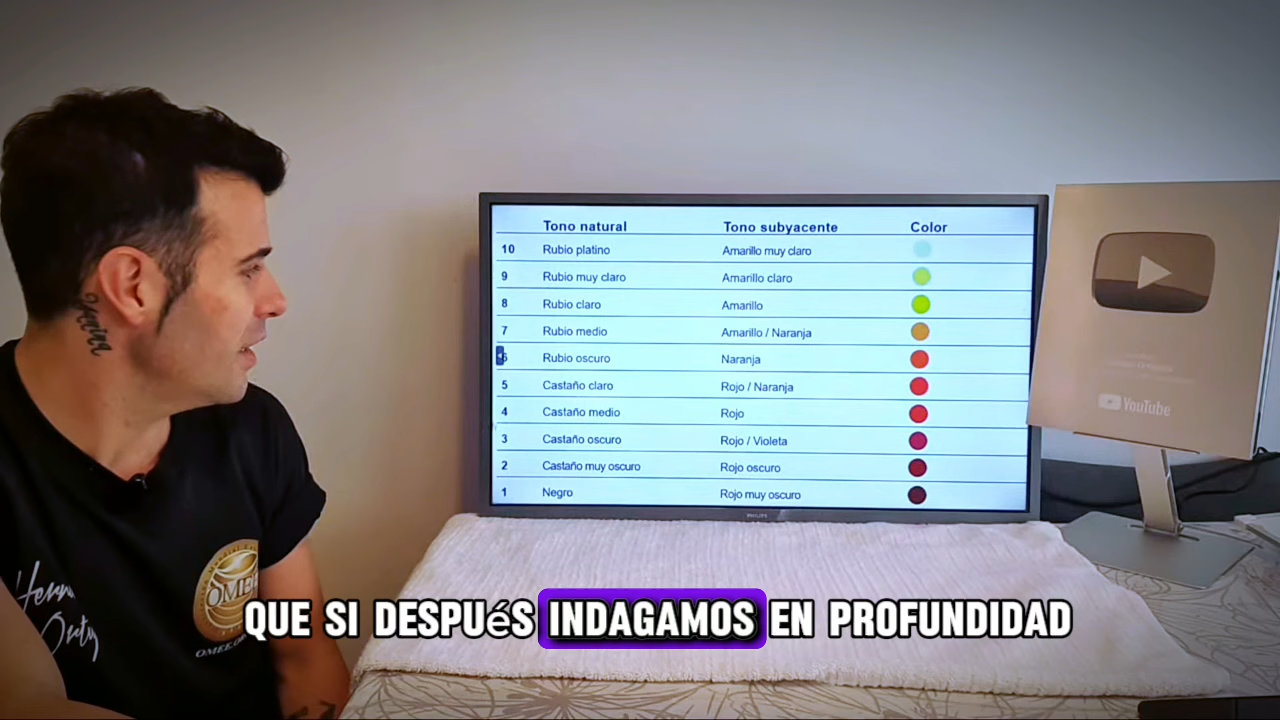 Tono natural Tono subyacente Color
10 Rubio platino Amarillo muy claro
9 Rubio muy claro Amarillo claro
8 Rubio claro Amarillo
7 Rubio medio Amarillo / Naranja
6 Rubio oscuro Naranja
5 Castaño claro Rojo / Naranja
4 Castaño medio Rojo
3 Castaño oscuro Rojo / Violeta
2 Castaño muy oscuro Rojo oscuro
1 Negro Rojo muy oscuro
PHILIPS
YouTube
QUE SI DESPUéS INDAGAMOS EN PROFUNDIDAD